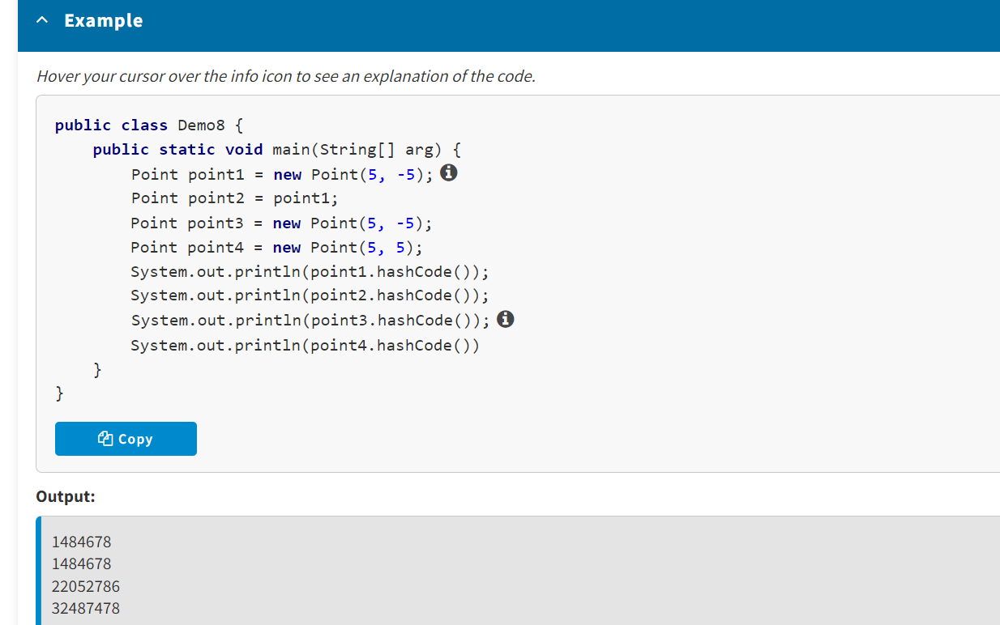 Example
Hover your cursor over the info icon to see an explanation of the code.
public class Demo8 {
    public static void main(String[] arg) {
        Point point1 = new Point(5, -5);
        Point point2 = point1;
        Point point3 = new Point(5, -5);
        Point point4 = new Point(5, 5);
        System.out.println(point1.hashCode());
        System.out.println(point2.hashCode());
        System.out.println(point3.hashCode());
        System.out.println(point4.hashCode())
    }
}
Copy
Output:
1484678
1484678
22052786
32487478